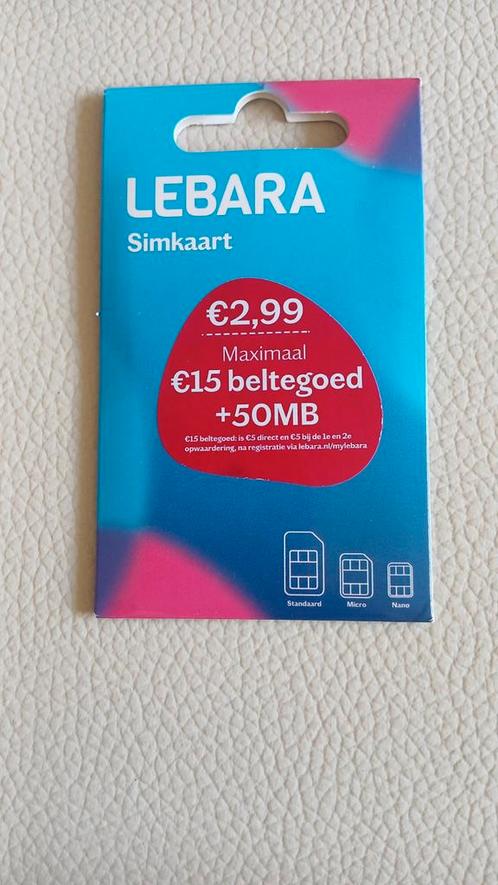 LEBARA
Simkaart
€2,99
Maximaal
€15 beltegoed
+50MB
€15 beltegoed: is €5 direct en €5 bij de 1e en 2e
opwaardering, na registratie via lebara.nl/mylebara
Standaard Micro Nano